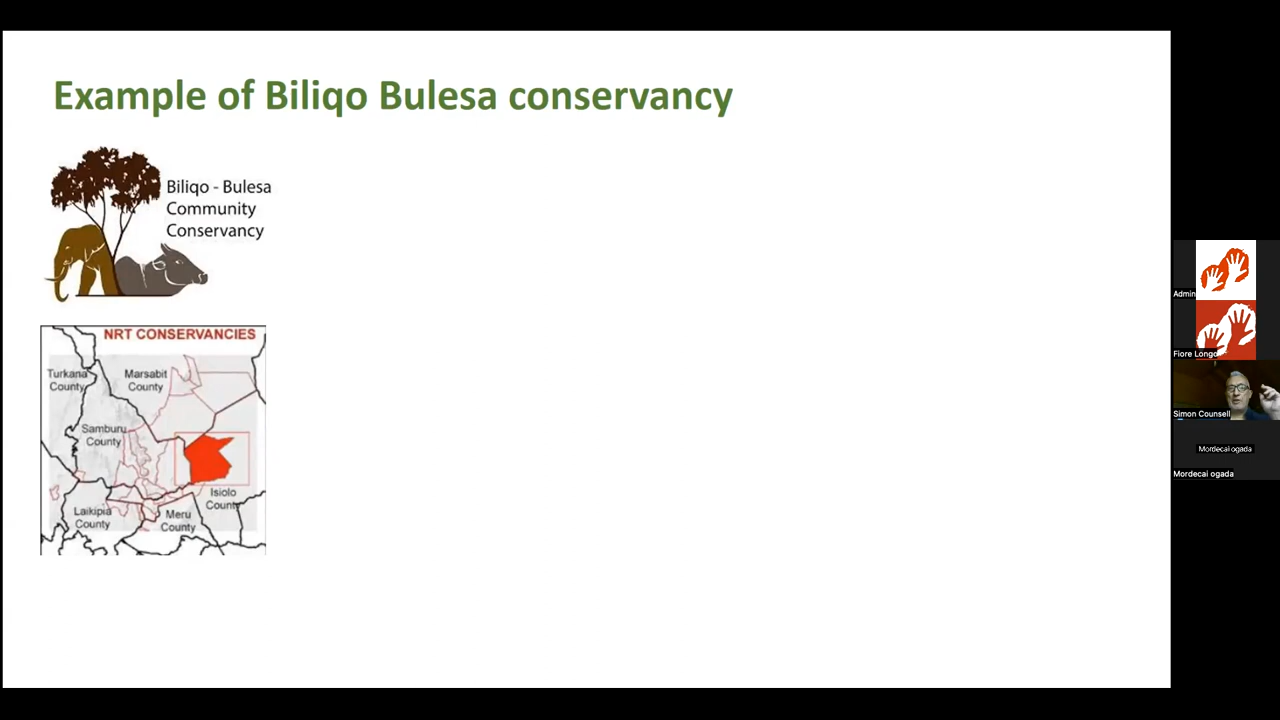 Example of Biliqo Bulesa conservancy
Biliqo - Bulesa
Community
Conservancy
NRT CONSERVANCIES
Turkana
County
Marsabit
County
Samburu
County
Isiolo
County
Laikipia
County
Meru
County
Admin
Fiore Longo
Simon Counsell
Mordecai ogada
Mordecai ogada